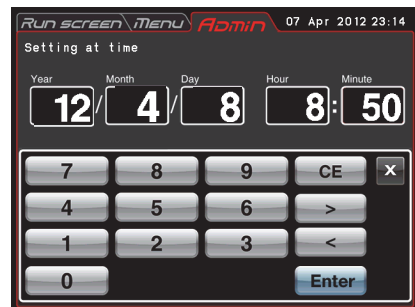 Run screen Menu Admin 07 Apr 2012 23:14
Setting at time
Year Month Day Hour Minute
12/ 4/ 8 8: 50
7 8 9 CE x
4 5 6 >
1 2 3 <
0 Enter